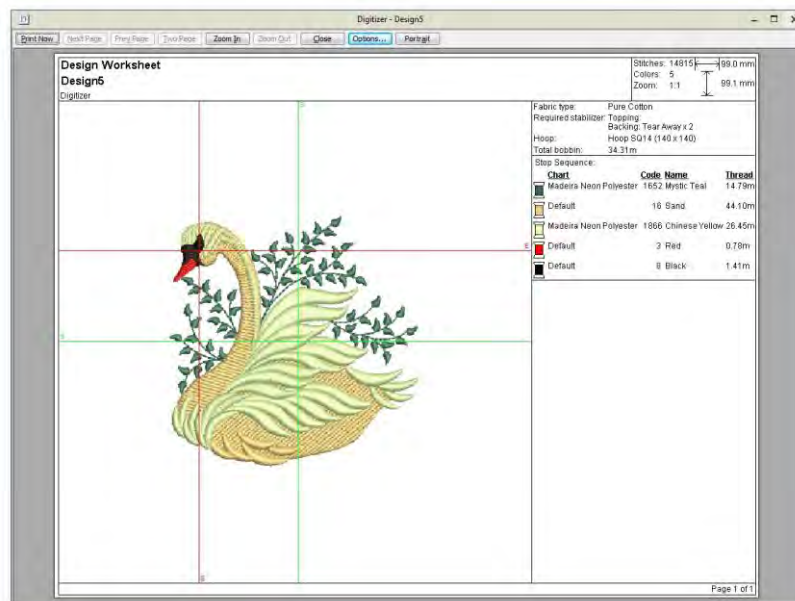 Digitizer - Design5
Print Now Next Page Prev Page Two Page Zoom In Zoom Out Close Options... Portrait
Design Worksheet
Design5
Digitizer
Stitches: 14815 99.0 mm
Colors: 5
Zoom: 1:1 99.1 mm
Fabric type: Pure Cotton
Required stabilizer: Topping:
Backing: Tear Away x 2
Hoop: Hoop SQ14 (140 x 140)
Total bobbin: 34.31m
Stop Sequence:
Chart Code Name Thread
Madeira Neon Polyester 1652 Mystic Teal 14.79m
Default 16 Sand 44.10m
Madeira Neon Polyester 1866 Chinese Yellow 26.45m
Default 3 Red 0.78m
Default 8 Black 1.41m
E
Page 1 of 1